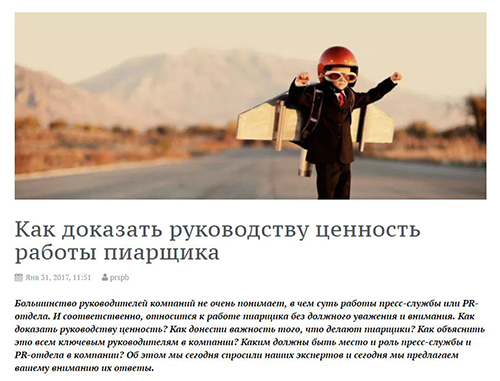 Как доказать руководству ценность
работы пиарщика
Янв 31, 2017, 11:51 prspb
Большинство руководителей компаний не очень понимает, в чем суть работы пресс-службы или PR-
отдела. И соответственно, относится к работе пиарщика без должного уважения и внимания. Как
доказать руководству ценность? Как донести важность того, что делают пиарщики? Как объяснить
это всем ключевым руководителям в компании? Каким должны быть место и роль пресс-службы и
PR-отдела в компании? Об этом мы сегодня спросили наших экспертов и сегодня мы предлагаем
вашему вниманию их ответы.